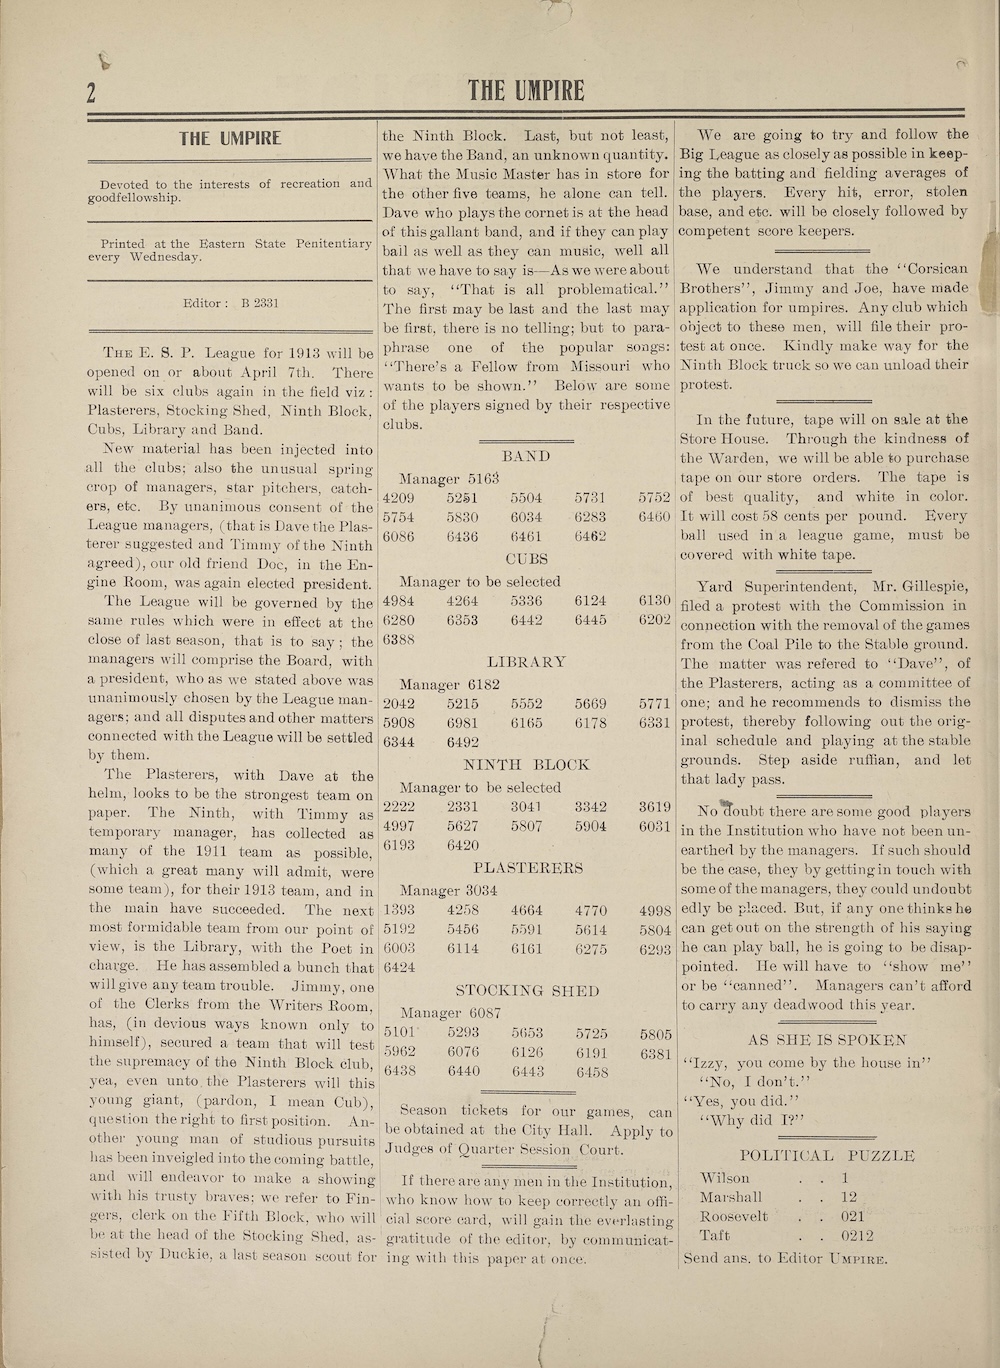 2
THE UMPIRE
THE UMPIRE
Devoted to the interests of recreation and
goodfellowship.
Printed at the Eastern State Penitentiary
every Wednesday.
Editor : B 2331
THE E. S. P. League for 1913 will be
opened on or about April 7th. There
will be six clubs again in the field viz :
Plasterers, Stocking Shed, Ninth Block,
Cubs, Library and Band.
New material has been injected into
all the clubs; also the unusual spring
crop of managers, star pitchers, catch-
ers, etc. By unanimous consent of the
League managers, (that is Dave the Plas-
terer suggested and Timmy of the Ninth
agreed), our old friend Doc, in the En-
gine Room, was again elected president.
The League will be governed by the
same rules which were in effect at the
close of last season, that is to say ; the
managers will comprise the Board, with
a president, who as we stated above was
unanimously chosen by the League man-
agers; and all disputes and other matters
connected with the League will be settled
by them.
The Plasterers, with Dave at the
helm, looks to be the strongest team on
paper. The Ninth, with Timmy as
temporary manager, has collected as
many of the 1911 team as possible,
(which a great many will admit, were
some team), for their 1913 team, and in
the main have succeeded. The next
most formidable team from our point of
view, is the Library, with the Poet in
charge. He has assembled a bunch that
will give any team trouble. Jimmy, one
of the Clerks from the Writers Room,
has, (in devious ways known only to
himself), secured a team that will test
the supremacy of the Ninth Block club,
yea, even unto the Plasterers will this
young giant, (pardon, I mean Cub),
question the right to first position. An-
other young man of studious pursuits
has been inveigled into the coming battle,
and will endeavor to make a showing
with his trusty braves; we refer to Fin-
gers, clerk on the Fifth Block, who will
be at the head of the Stocking Shed, as-
sisted by Duckie, a last season scout for
the Ninth Block. Last, but not least,
we have the Band, an unknown quantity.
What the Music Master has in store for
the other five teams, he alone can tell.
Dave who plays the cornet is at the head
of this gallant band, and if they can play
bail as well as they can music, well all
that we have to say is—As we were about
to say, "That is all problematical."
The first may be last and the last may
be first, there is no telling; but to para-
phrase one of the popular songs:
"There's a Fellow from Missouri who
wants to be shown." Below are some
of the players signed by their respective
clubs.
BAND
Manager 5163
4209 5251 5504 5731 5752
5754 5830 6034 6283 6460
6086 6436 6461 6462
CUBS
Manager to be selected
4984 4264 5336 6124 6130
6280 6353 6442 6445 6202
6388
LIBRARY
Manager 6182
2042 5215 5552 5669 5771
5908 6981 6165 6178 6331
6344 6492
NINTH BLOCK
Manager to be selected
2222 2331 3041 3342 3619
4997 5627 5807 5904 6031
6193 6420
PLASTERERS
Manager 3034
1393 4258 4664 4770 4998
5192 5456 5591 5614 5804
6003 6114 6161 6275 6293
6424
STOCKING SHED
Manager 6087
5101 5293 5653 5725 5805
5962 6076 6126 6191 6381
6438 6440 6443 6458
Season tickets for our games, can
be obtained at the City Hall. Apply to
Judges of Quarter Session Court.
If there are any men in the Institution,
who know how to keep correctly an offi-
cial score card, will gain the everlasting
gratitude of the editor, by communicat-
ing with this paper at once.
We are going to try and follow the
Big League as closely as possible in keep-
ing the batting and fielding averages of
the players. Every hit, error, stolen
base, and etc. will be closely followed by
competent score keepers.
We understand that the "Corsican
Brothers", Jimmy and Joe, have made
application for umpires. Any club which
object to these men, will file their pro-
test at once. Kindly make way for the
Ninth Block truck so we can unload their
protest.
In the future, tape will on sale at the
Store House. Through the kindness of
the Warden, we will be able to purchase
tape on our store orders. The tape is
of best quality, and white in color.
It will cost 58 cents per pound. Every
ball used in a league game, must be
covered with white tape.
Yard Superintendent, Mr. Gillespie,
filed a protest with the Commission in
connection with the removal of the games
from the Coal Pile to the Stable ground.
The matter was refered to "Dave", of
the Plasterers, acting as a committee of
one; and he recommends to dismiss the
protest, thereby following out the orig-
inal schedule and playing at the stable
grounds. Step aside ruffian, and let
that lady pass.
No doubt there are some good players
in the Institution who have not been un-
earthed by the managers. If such should
be the case, they by getting in touch with
some of the managers, they could undoubt
edly be placed. But, if any one thinks he
can get out on the strength of his saying
he can play ball, he is going to be disap-
pointed. He will have to "show me"
or be "canned". Managers can't afford
to carry any deadwood this year.
AS SHE IS SPOKEN
"Izzy, you come by the house in"
"No, I don't."
"Yes, you did."
"Why did I?"
POLITICAL PUZZLE
Wilson . . 1
Marshall . . 12
Roosevelt . . 021
Taft . . 0212
Send ans. to Editor UMPIRE.